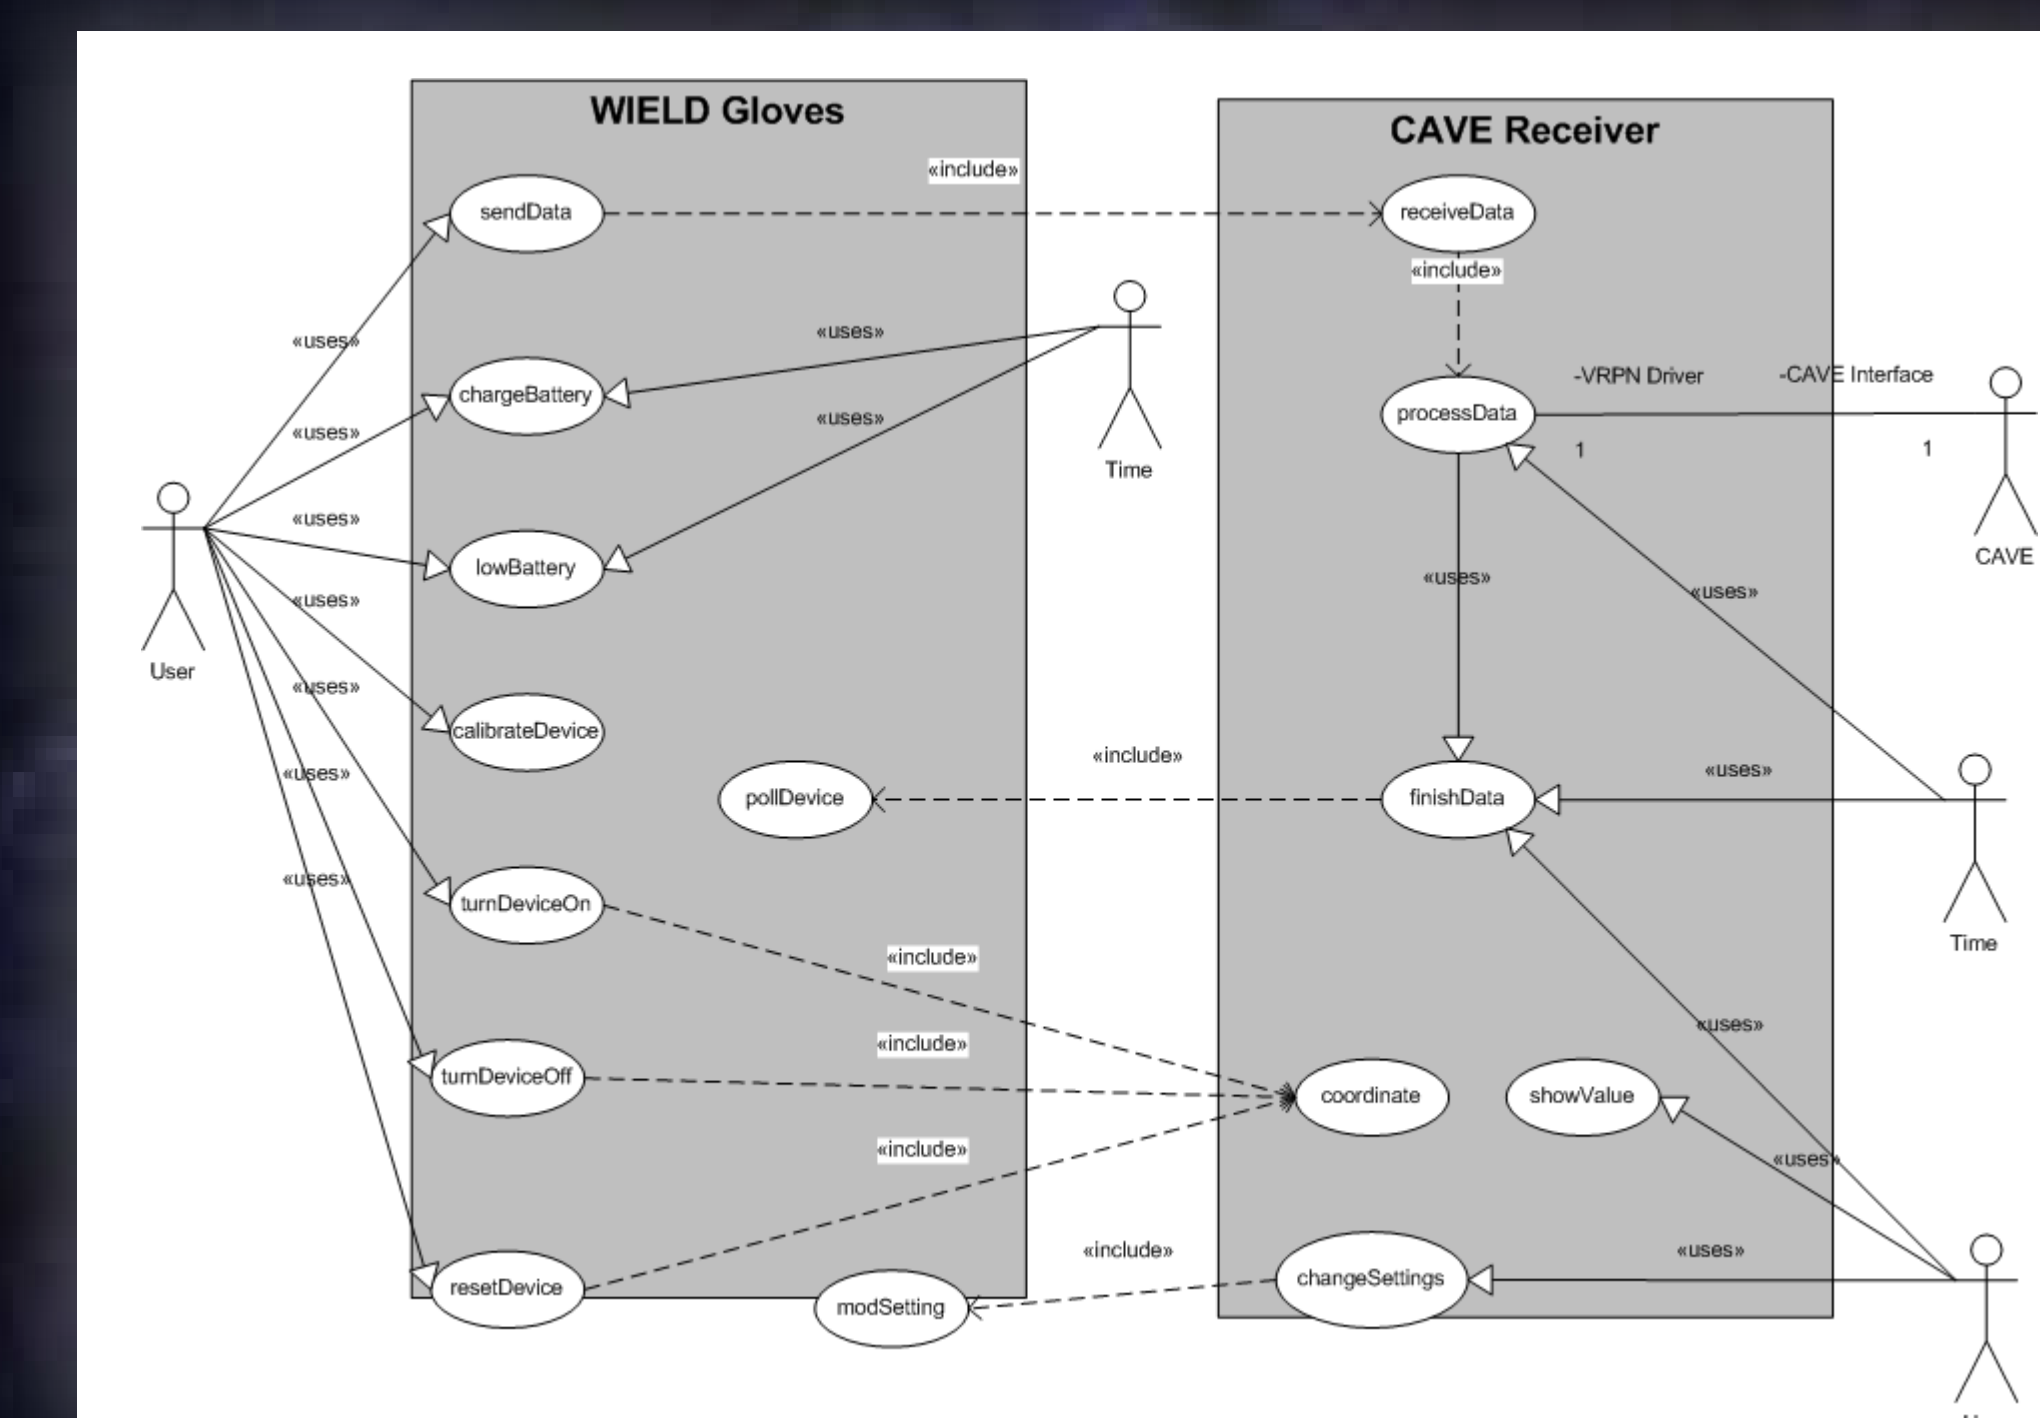 WIELD Gloves
CAVE Receiver
«include»
sendData
receiveData
«include»
«uses»
«uses»
chargeBattery
-VRPN Driver
-CAVE Interface
processData
«uses»
«uses»
1
1
Time
«uses»
lowBattery
CAVE
«uses»
«uses»
«uses»
User
«uses»
calibrateDevice
«include»
«uses»
«uses»
pollDevice
finishData
«uses»
turnDeviceOn
Time
«include»
«uses»
«include»
turnDeviceOff
coordinate
showValue
«include»
«uses»
«include»
«uses»
resetDevice
changeSettings
modSetting